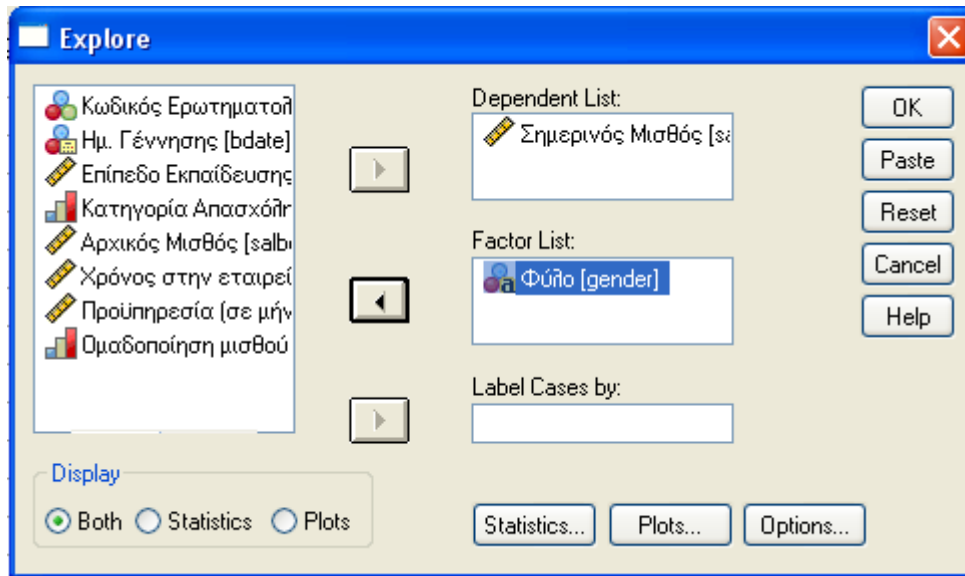 Explore
Κωδικός Ερωτηματολ
Ημ. Γέννησης [bdate]
Επίπεδο Εκπαίδευσης
Κατηγορία Απασχόλη
Αρχικός Μισθός [salb
Χρόνος στην εταιρεί
Προϋπηρεσία (σε μήν
Ομαδοποίηση μισθού
Display
Both
Statistics
Plots
Dependent List:
Σημερινός Μισθός [sa
Factor List:
Φύλο [gender]
Label Cases by:
Statistics...
Plots...
Options...
OK
Paste
Reset
Cancel
Help